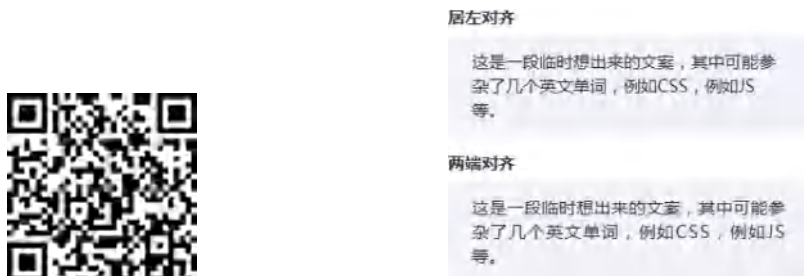 居左对齐
这是一段临时想出来的文案，其中可能参
杂了几个英文单词，例如CSS，例如JS
等。
两端对齐
这是一段临时想出来的文案，其中可能参
杂了几个英文单词，例如CSS，例如JS
等。